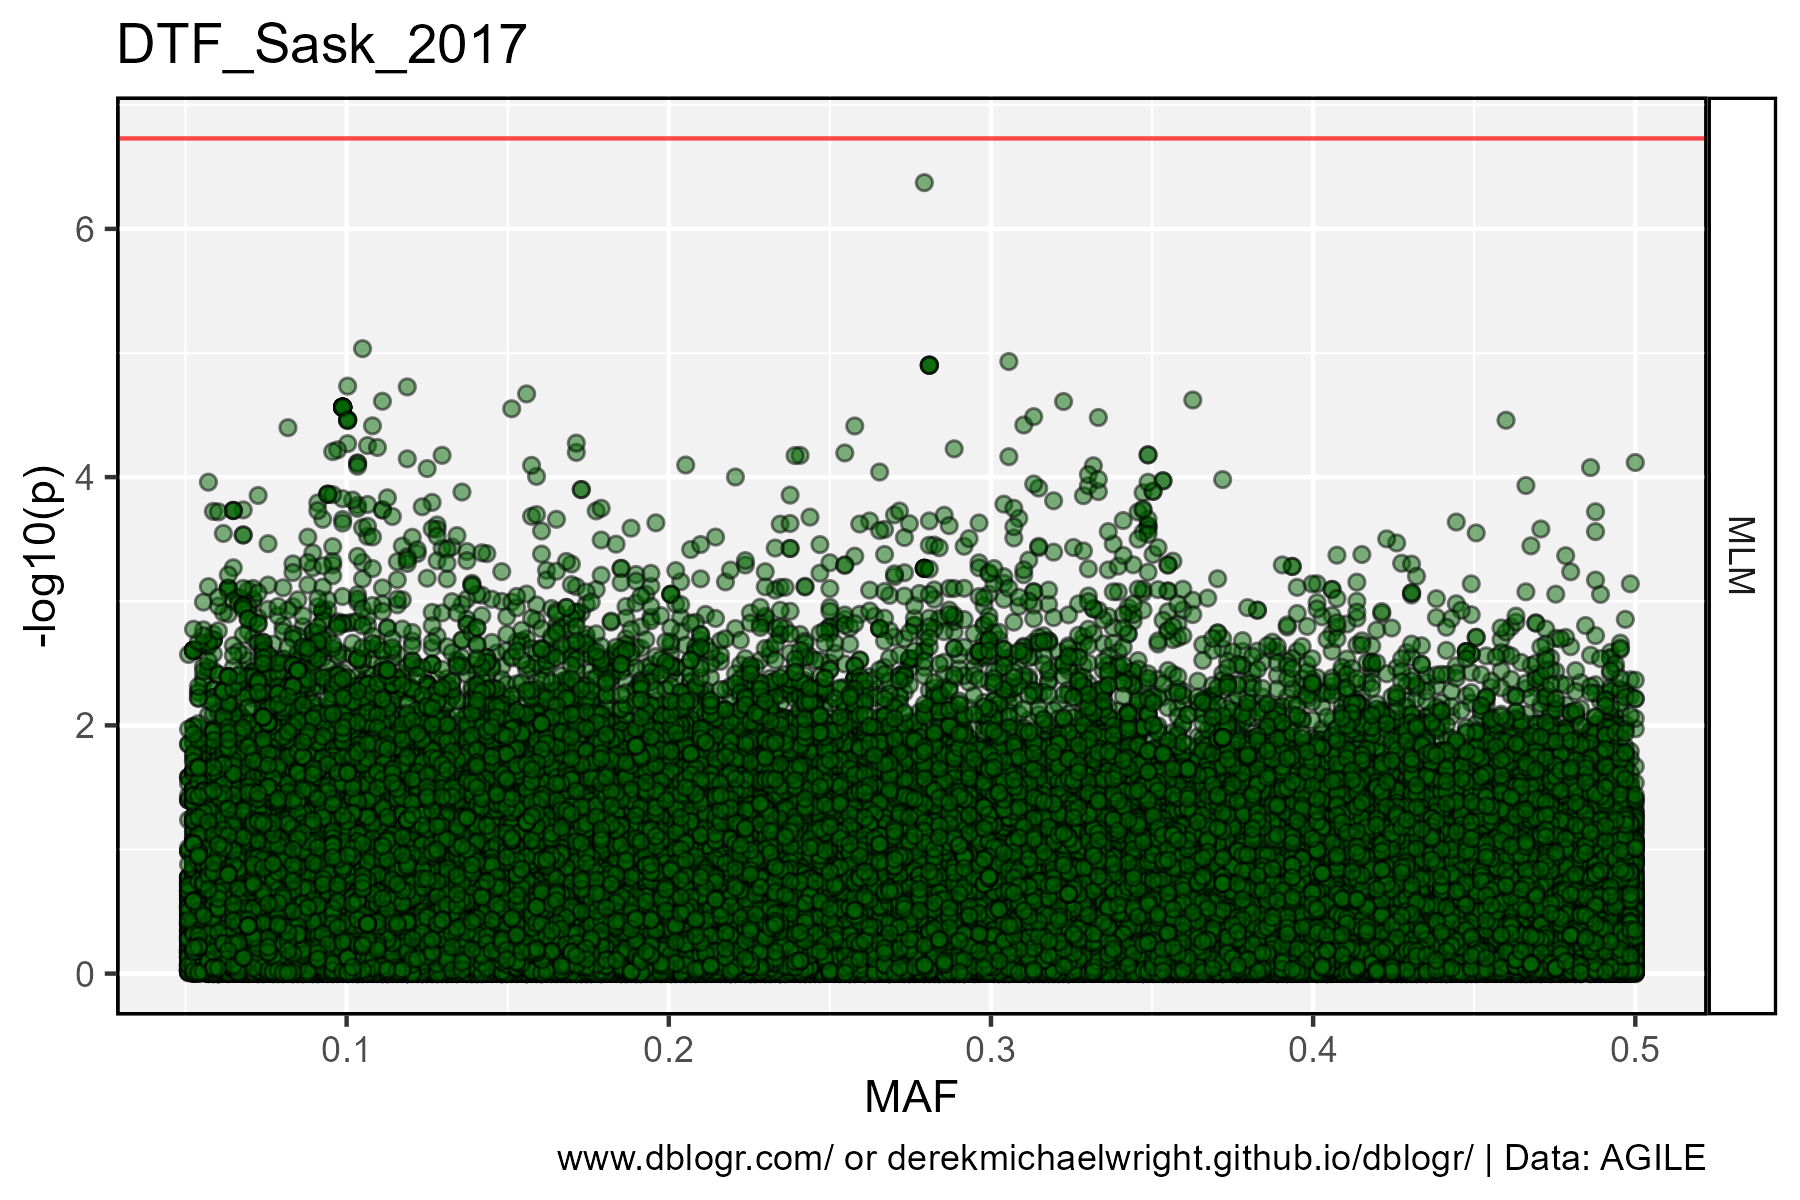 DTF_Sask_2017
-log10(p)
6
4
2
0
MLM
0.1 0.2 0.3 0.4 0.5
MAF
www.dblogr.com/ or derekmichaelwright.github.io/dblogr/ | Data: AGILE